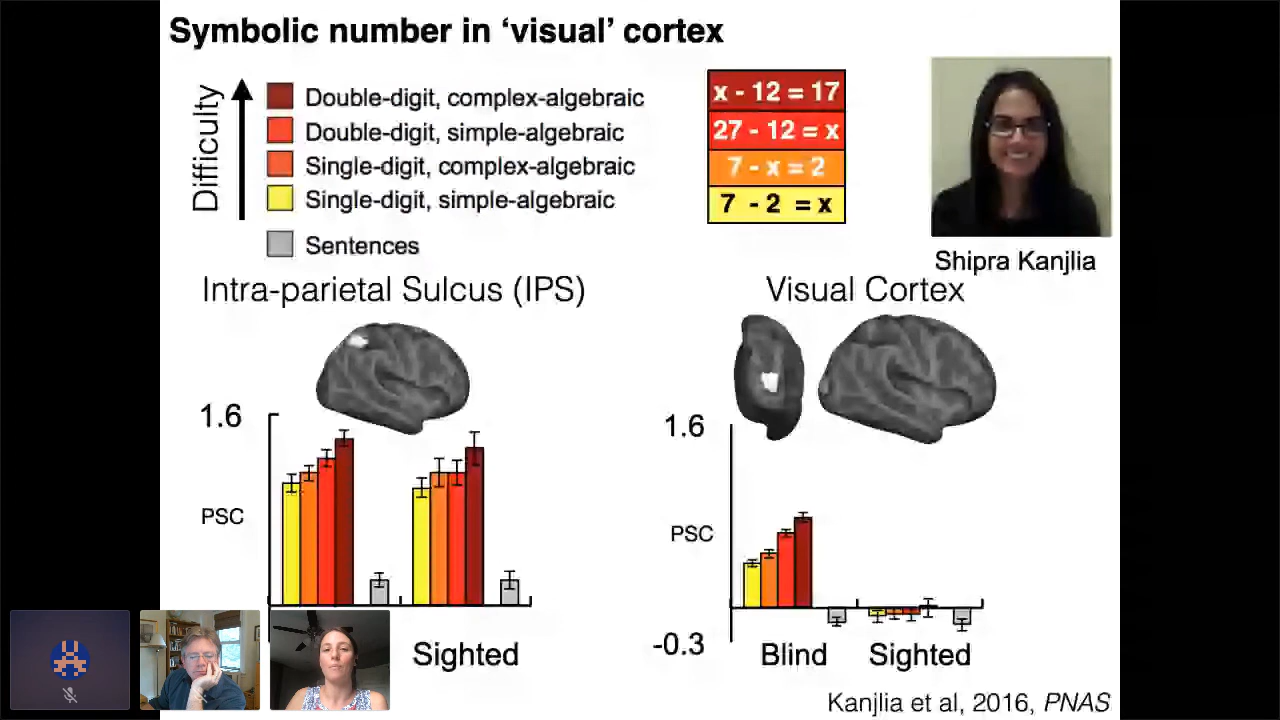 Symbolic number in ‘visual’ cortex
Difficulty
Double-digit, complex-algebraic
Double-digit, simple-algebraic
Single-digit, complex-algebraic
Single-digit, simple-algebraic
Sentences
x - 12 = 17
27 - 12 = x
7 - x = 2
7 - 2 = x
Shipra Kanjlia
Intra-parietal Sulcus (IPS)
Visual Cortex
1.6
PSC
Sighted
1.6
PSC
-0.3
Blind
Sighted
Kanjlia et al, 2016, PNAS